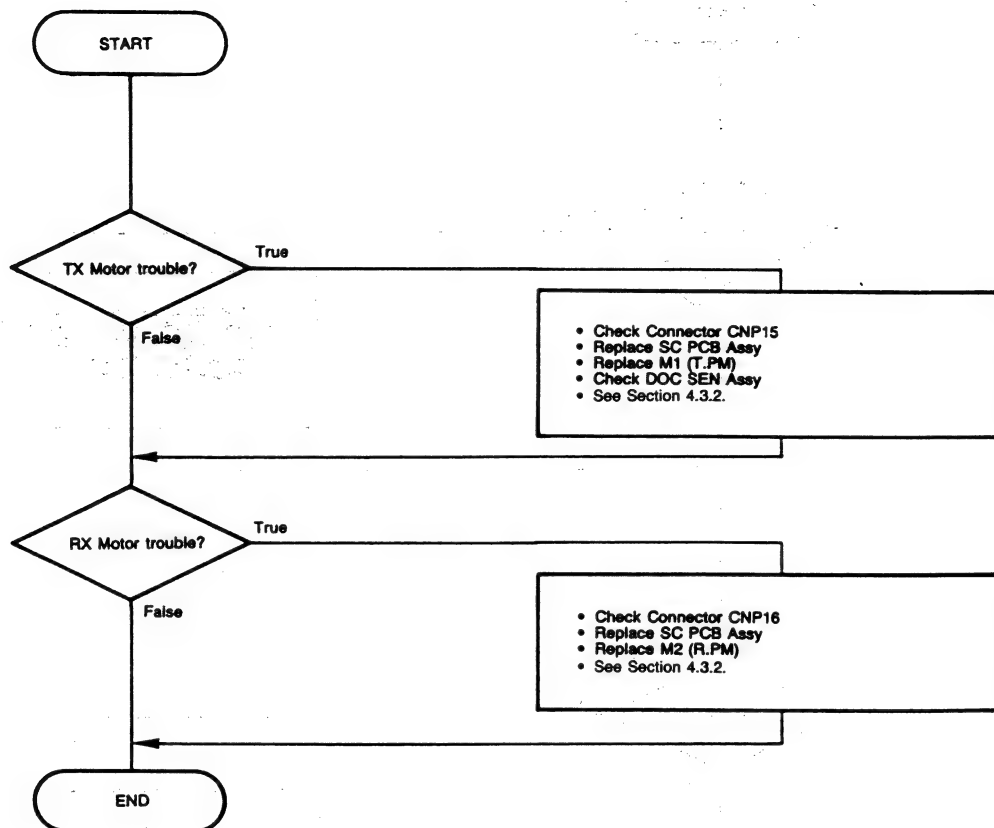 START
TX Motor trouble?
True
False
• Check Connector CNP15
• Replace SC PCB Assy
• Replace M1 (T.PM)
• Check DOC SEN Assy
• See Section 4.3.2.
RX Motor trouble?
True
False
• Check Connector CNP16
• Replace SC PCB Assy
• Replace M2 (R.PM)
• See Section 4.3.2.
END